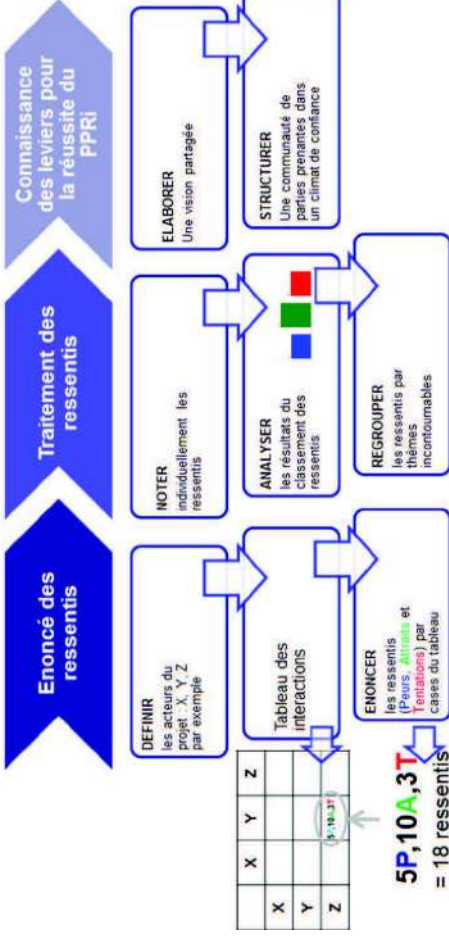 Enoncé des
ressentis
DEFINIR
les acteurs du
projet : X, Y, Z
par exemple
Tableau des
interactions
X Y Z
X
Y
Z
5P,10A,3T
ENONCER
les ressentis
(Peurs, Attraits et
Tentations) par
cases du tableau
5P,10A,3T
= 18 ressentis
Traitement des
ressentis
NOTER
individuellement les
ressentis
ANALYSER
les résultats du
classement des
ressentis
REGROUPER
les ressentis par
thèmes
incontournables
Connaissance
des leviers pour
la réussite du
PPRi
ELABORER
Une vision partagée
STRUCTURER
Une communauté de
parties prenantes dans
un climat de confiance